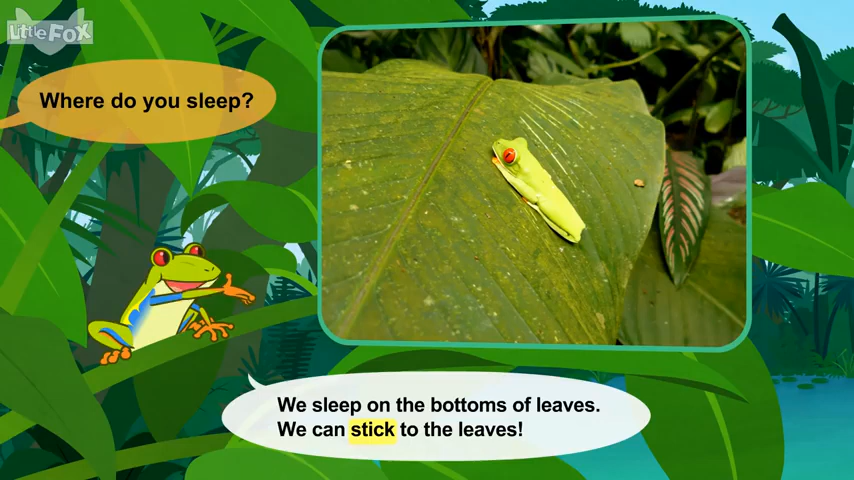 Little Fox
Where do you sleep?
We sleep on the bottoms of leaves.
We can stick to the leaves!